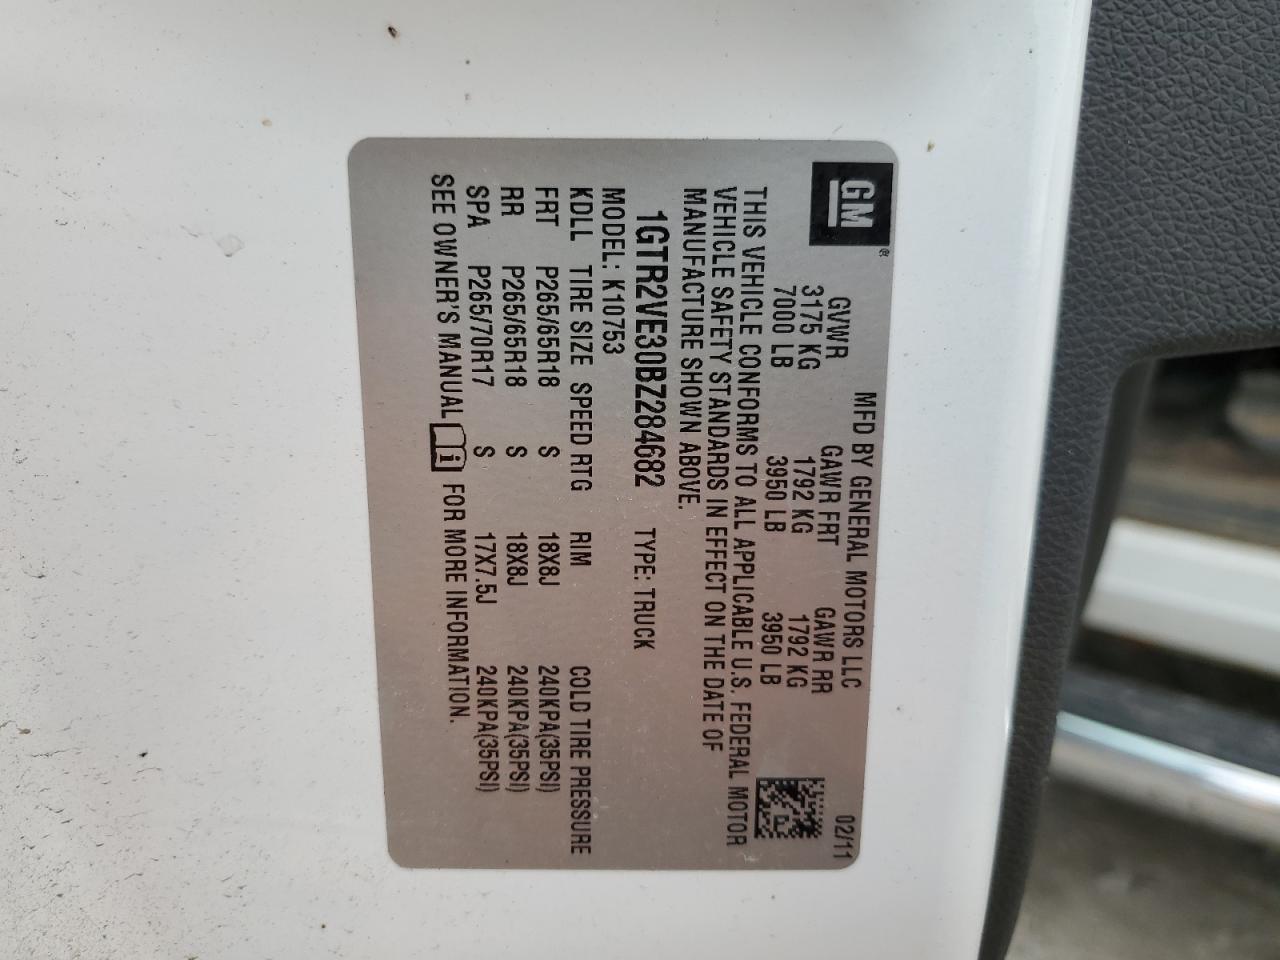 GM®
MFD BY GENERAL MOTORS LLC 02/11
GVWR GAWR FRT GAWR RR
3175 KG 1792 KG 1792 KG
7000 LB 3950 LB 3950 LB
THIS VEHICLE CONFORMS TO ALL APPLICABLE U.S. FEDERAL MOTOR
VEHICLE SAFETY STANDARDS IN EFFECT ON THE DATE OF
MANUFACTURE SHOWN ABOVE.
1GTR2VE30BZ284682 TYPE: TRUCK
MODEL: K10753
KDLL TIRE SIZE SPEED RTG RIM COLD TIRE PRESSURE
FRT P265/65R18 S 18X8J 240KPA(35PSI)
RR P265/65R18 S 18X8J 240KPA(35PSI)
SPA P265/70R17 S 17X7.5J 240KPA(35PSI)
SEE OWNER'S MANUAL i FOR MORE INFORMATION.